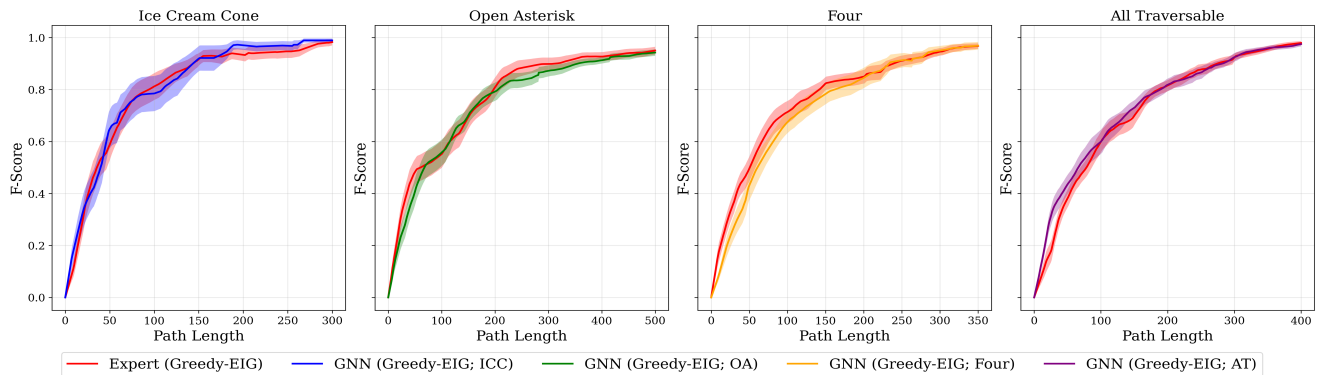 Ice Cream Cone
Open Asterisk
Four
All Traversable
F-Score
1.0
0.8
0.6
0.4
0.2
0.0
0 50 100 150 200 250 300
Path Length
F-Score
0 100 200 300 400 500
Path Length
F-Score
0 50 100 150 200 250 300 350
Path Length
F-Score
0 100 200 300 400
Path Length
Expert (Greedy-EIG) GNN (Greedy-EIG; ICC) GNN (Greedy-EIG; OA) GNN (Greedy-EIG; Four) GNN (Greedy-EIG; AT)